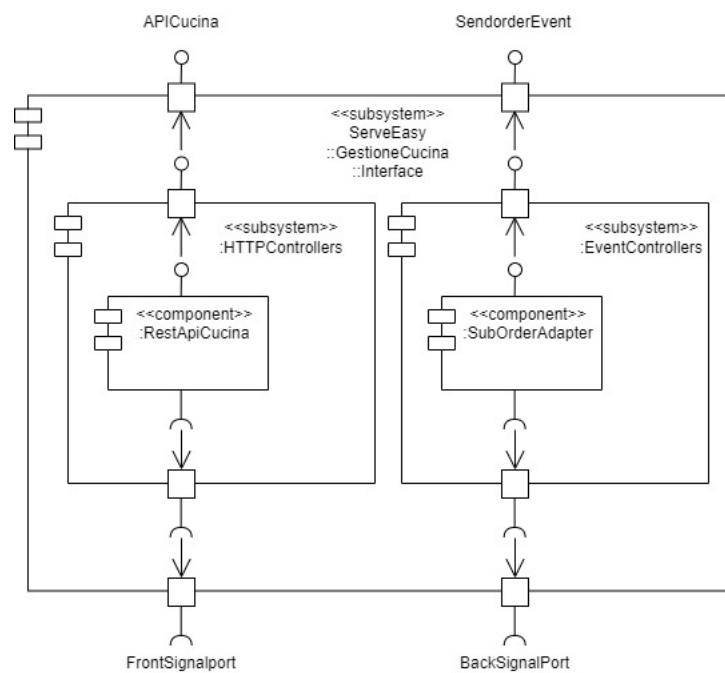 APICucina
SendorderEvent
<<subsystem>>
ServeEasy
::GestioneCucina
::Interface
<<subsystem>>
:HTTPControllers
<<subsystem>>
:EventControllers
<<component>>
:RestApiCucina
<<component>>
:SubOrderAdapter
FrontSignalport
BackSignalPort